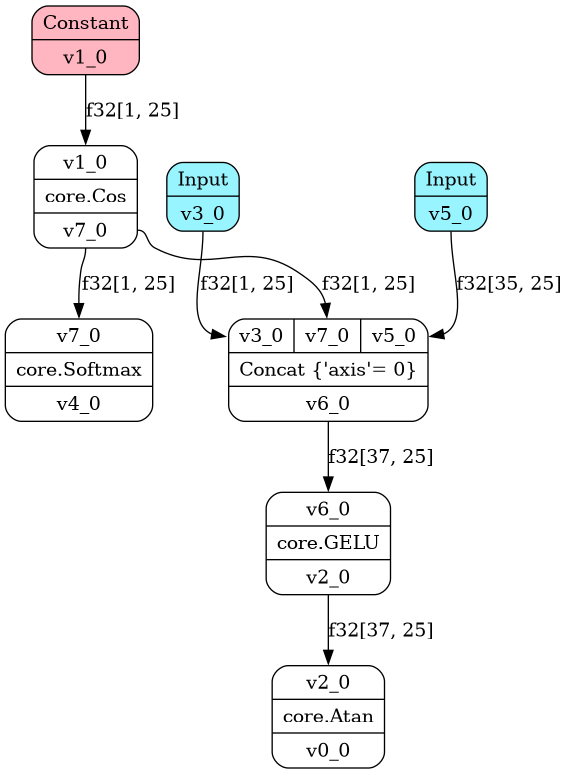 Constant
v1_0
f32[1, 25]
v1_0
core.Cos
v7_0
Input
v3_0
Input
v5_0
f32[1, 25]
f32[1, 25]
f32[1, 25]
f32[35, 25]
v7_0
core.Softmax
v4_0
v3_0 v7_0 v5_0
Concat {'axis'= 0}
v6_0
f32[37, 25]
v6_0
core.GELU
v2_0
f32[37, 25]
v2_0
core.Atan
v0_0